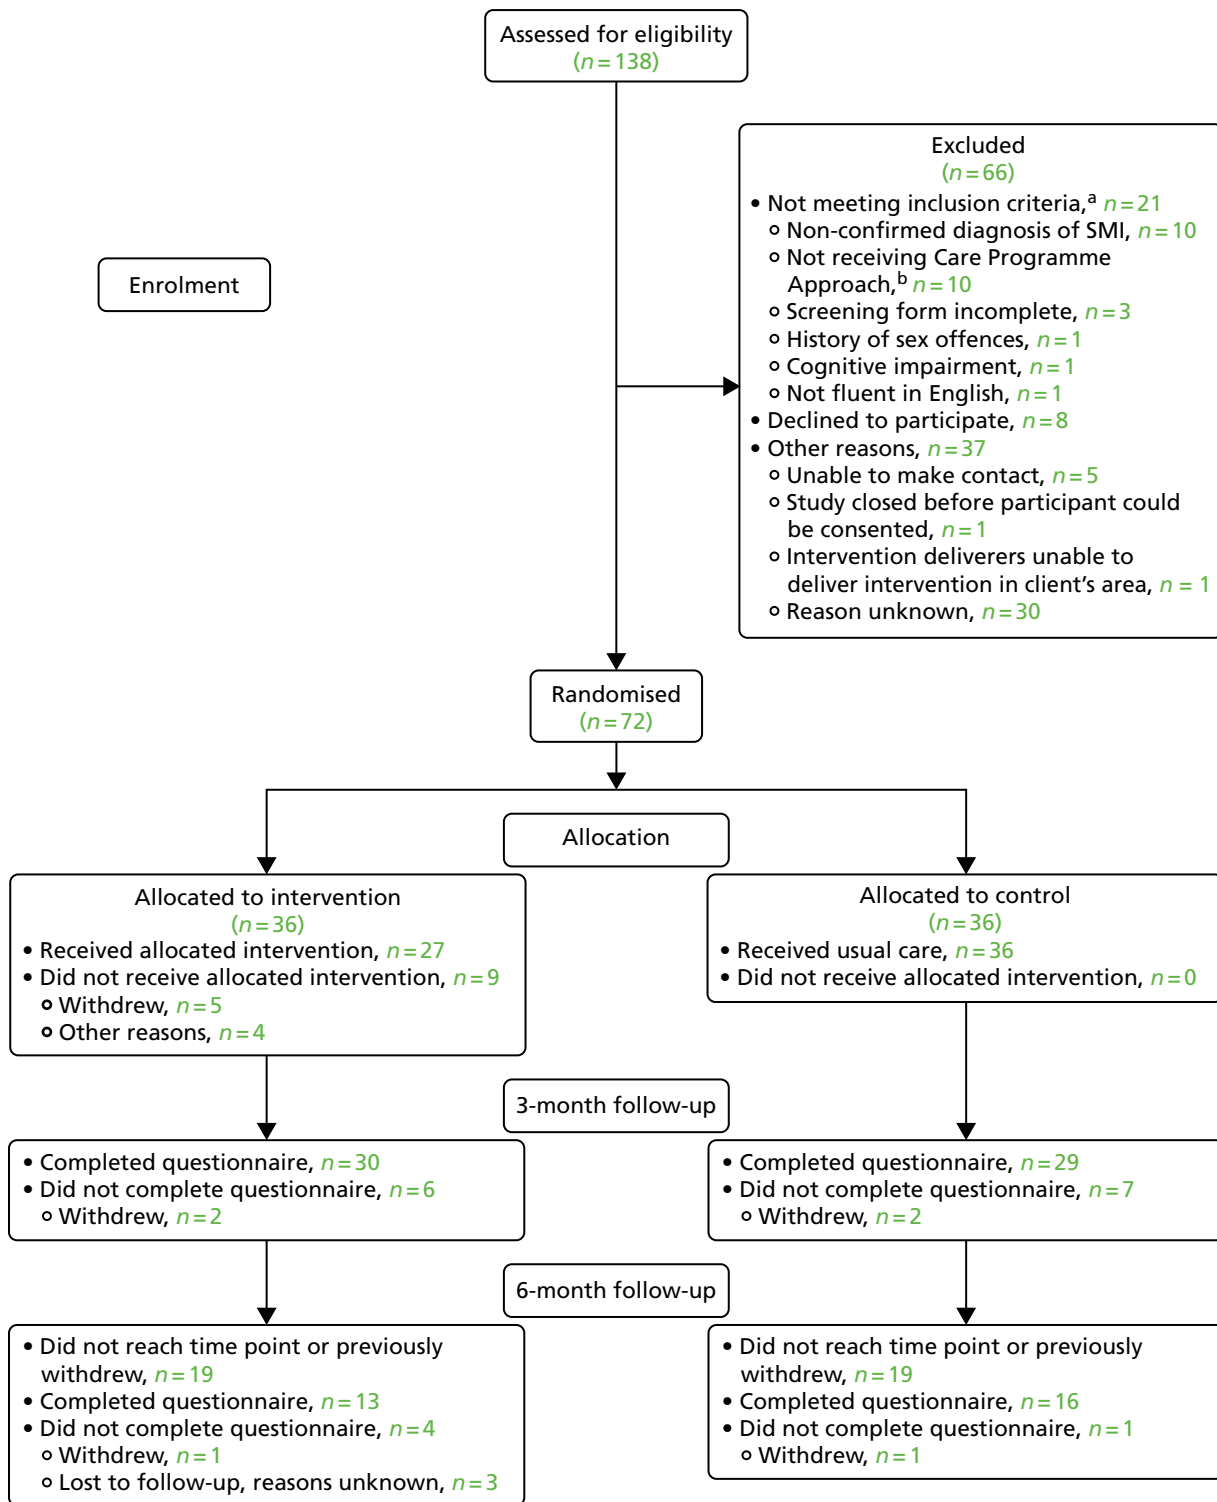 Assessed for eligibility
(n=138)
Excluded
(n=66)
• Not meeting inclusion criteria,a n=21
Non-confirmed diagnosis of SMI, n=10
Not receiving Care Programme
Approach,b n=10
Screening form incomplete, n=3
History of sex offences, n=1
Cognitive impairment, n=1
Not fluent in English, n=1
• Declined to participate, n=8
• Other reasons, n=37
Unable to make contact, n=5
Study closed before participant could
be consented, n=1
Intervention deliverers unable to
deliver intervention in client's area, n = 1
Reason unknown, n=30
Enrolment
Randomised
(n=72)
Allocation
Allocated to intervention
(n=36)
• Received allocated intervention, n=27
• Did not receive allocated intervention, n=9
Withdrew, n=5
Other reasons, n=4
Allocated to control
(n=36)
• Received usual care, n=36
• Did not receive allocated intervention, n=0
3-month follow-up
• Completed questionnaire, n=30
• Did not complete questionnaire, n=6
Withdrew, n=2
• Completed questionnaire, n=29
• Did not complete questionnaire, n=7
Withdrew, n=2
6-month follow-up
• Did not reach time point or previously
withdrew, n=19
• Completed questionnaire, n=13
• Did not complete questionnaire, n=4
Withdrew, n=1
Lost to follow-up, reasons unknown, n=3
• Did not reach time point or previously
withdrew, n=19
• Completed questionnaire, n=16
• Did not complete questionnaire, n=1
Withdrew, n=1